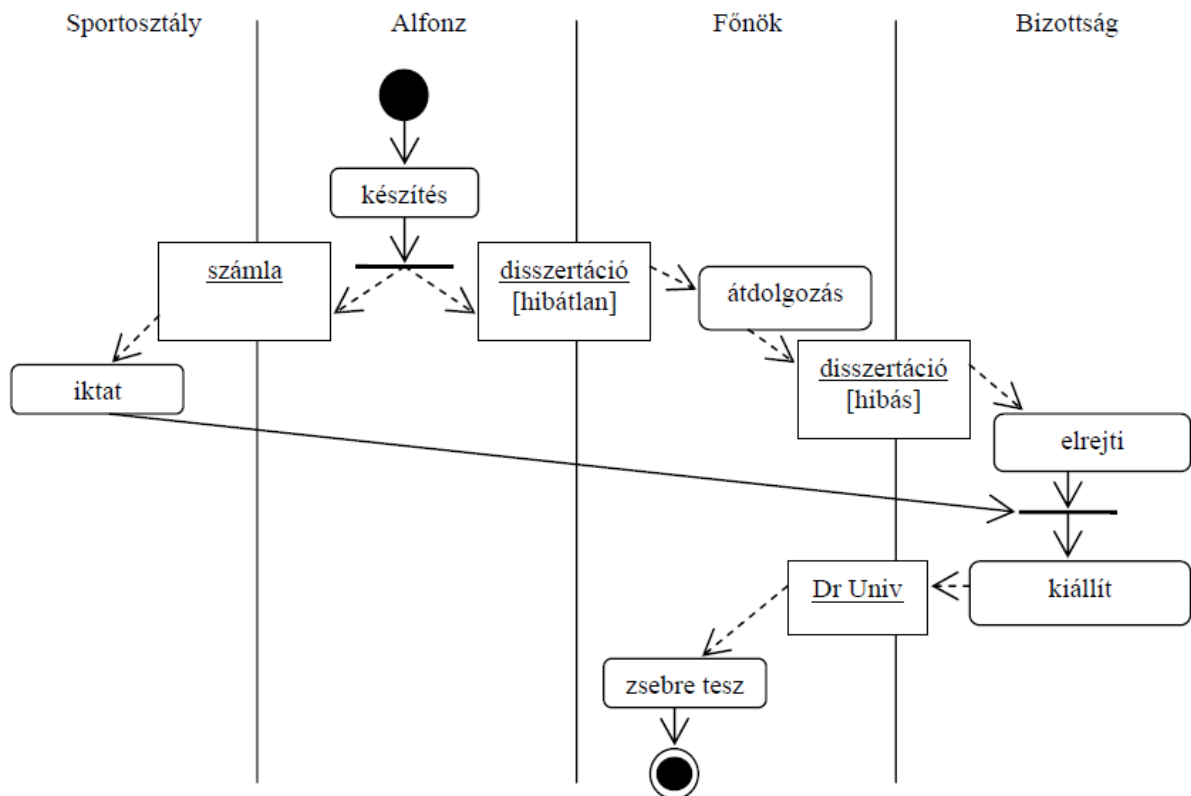 Sportosztály
Alfonz
Főnök
Bizottság
készítés
számla
disszertáció
[hibátlan]
átdolgozás
disszertáció
[hibás]
iktat
elrejti
Dr Univ
kiállít
zsebre tesz